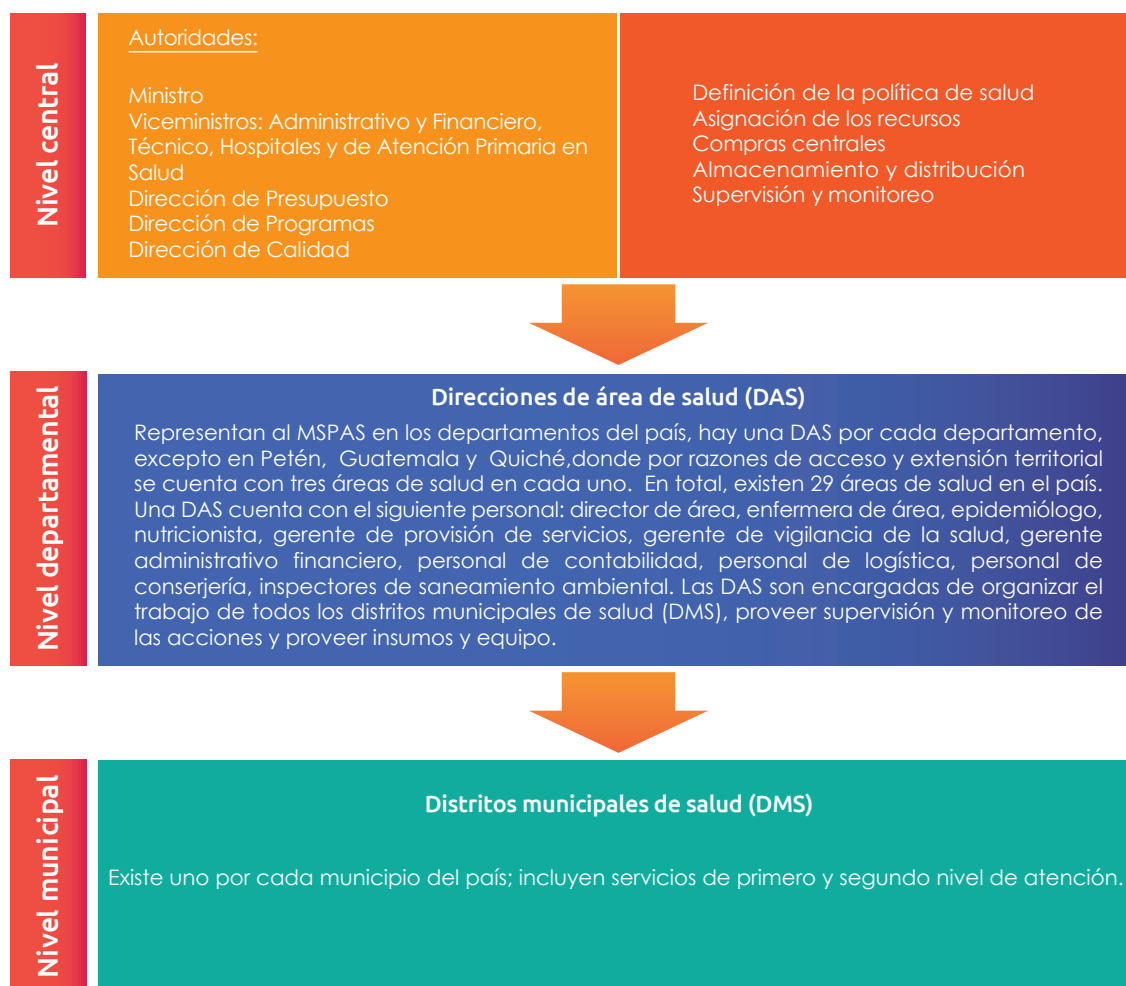 Nivel central
Autoridades:
Ministro
Viceministros: Administrativo y Financiero,
Técnico, Hospitales y de Atención Primaria en
Salud
Dirección de Presupuesto
Dirección de Programas
Dirección de Calidad
Definición de la política de salud
Asignación de los recursos
Compras centrales
Almacenamiento y distribución
Supervisión y monitoreo
Nivel departamental
Direcciones de área de salud (DAS)
Representan al MSPAS en los departamentos del país, hay una DAS por cada departamento,
excepto en Petén, Guatemala y Quiché,donde por razones de acceso y extensión territorial
se cuenta con tres áreas de salud en cada uno. En total, existen 29 áreas de salud en el país.
Una DAS cuenta con el siguiente personal: director de área, enfermera de área, epidemiólogo,
nutricionista, gerente de provisión de servicios, gerente de vigilancia de la salud, gerente
administrativo financiero, personal de contabilidad, personal de logística, personal de
conserjería, inspectores de saneamiento ambiental. Las DAS son encargadas de organizar el
trabajo de todos los distritos municipales de salud (DMS), proveer supervisión y monitoreo de
las acciones y proveer insumos y equipo.
Nivel municipal
Distritos municipales de salud (DMS)
Existe uno por cada municipio del país; incluyen servicios de primero y segundo nivel de atención.